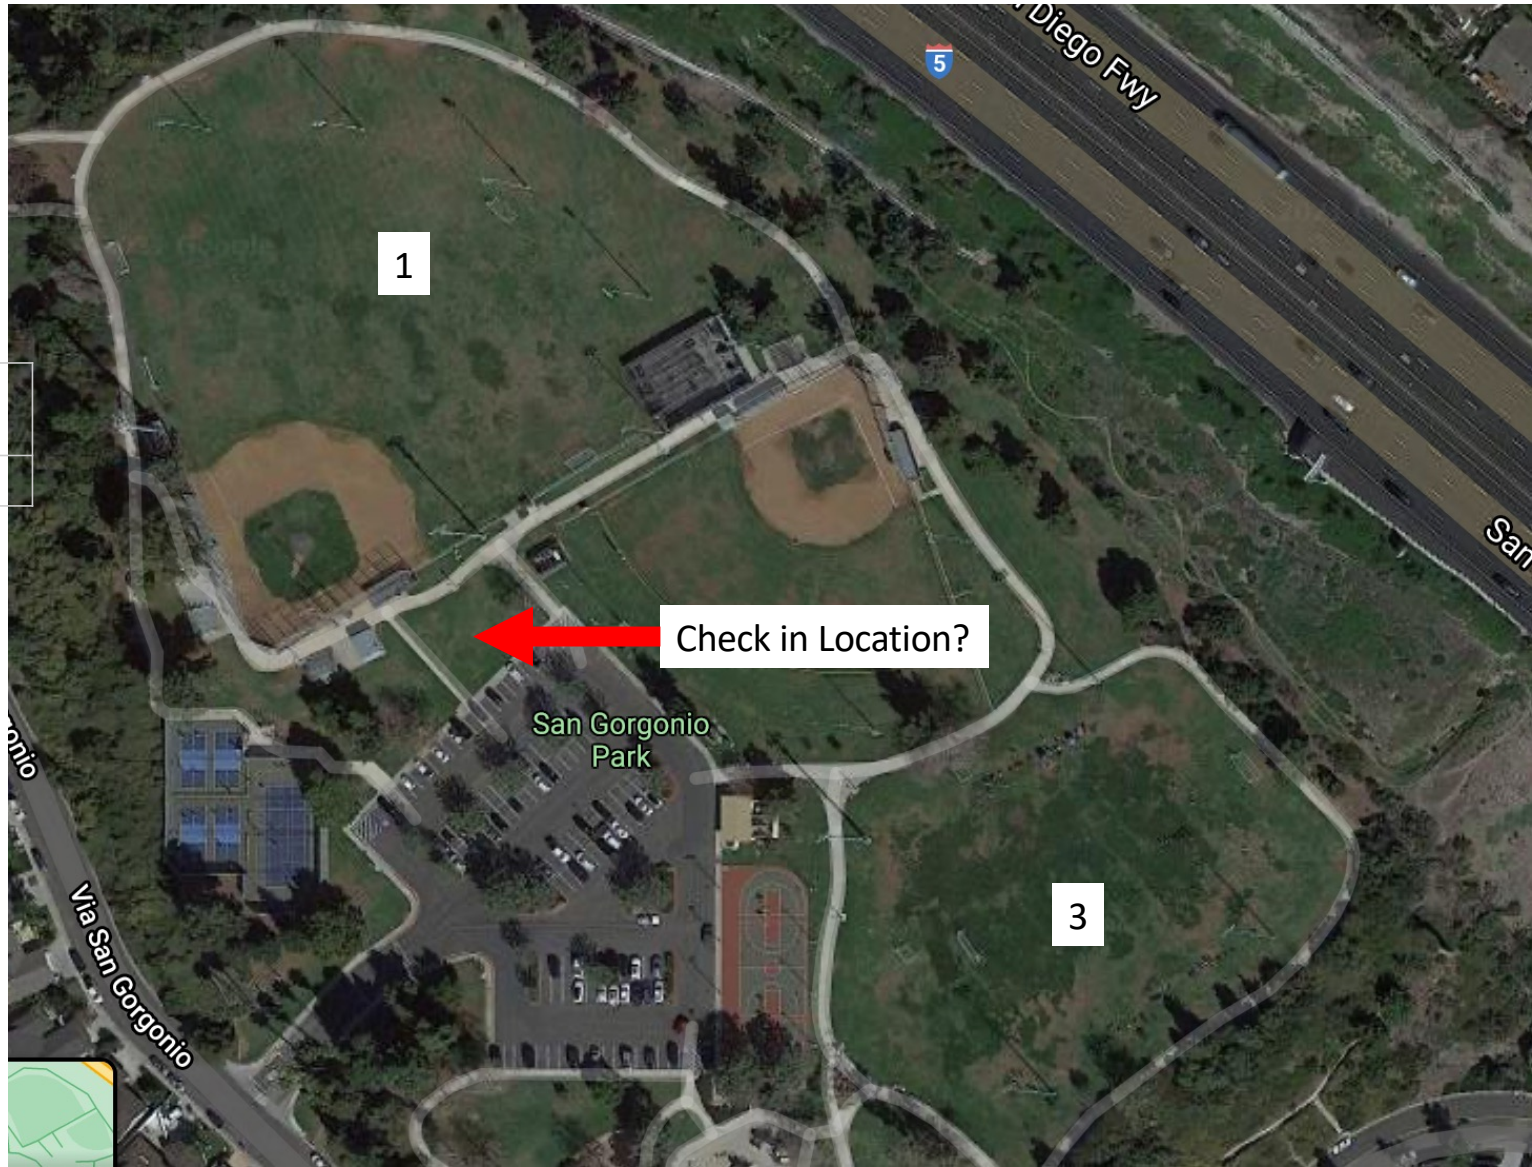 n Diego Fwy
5
1
San
Check in Location?
San Gorgonio
Park
onio
3
Via San Gorgonio